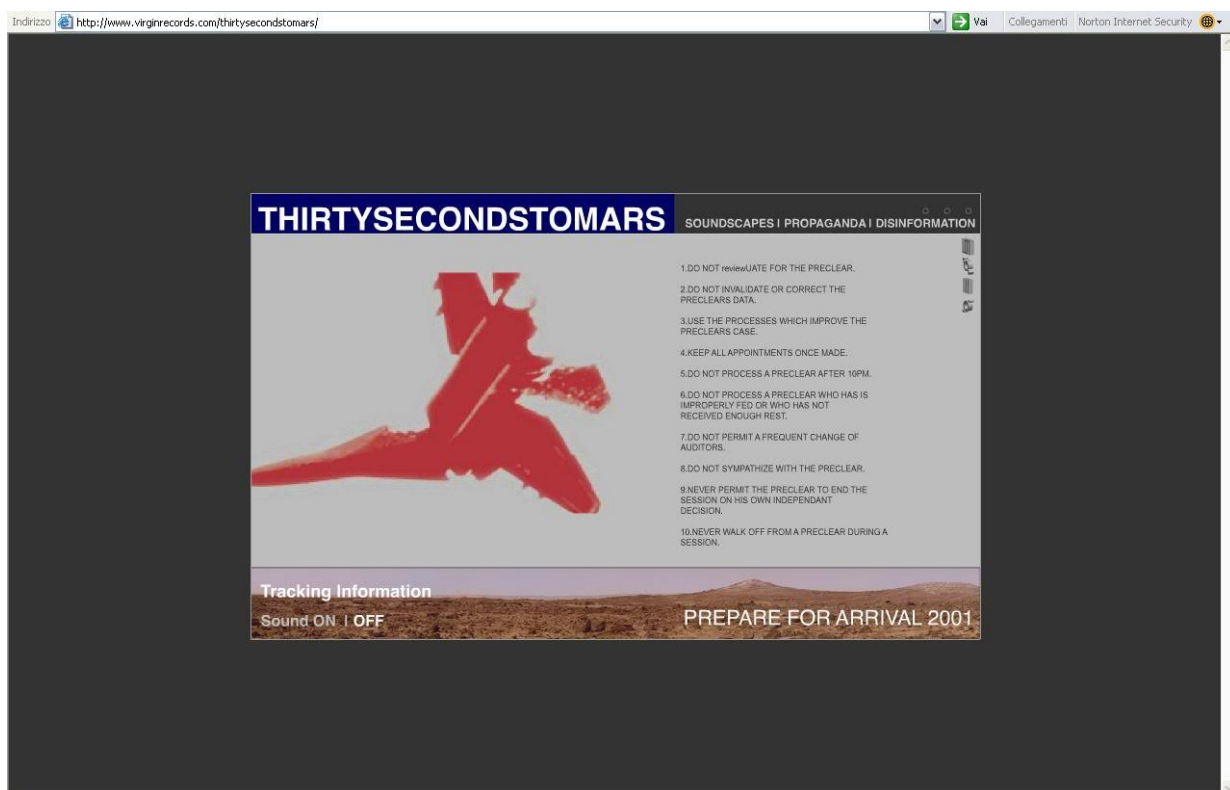 Indirizzo http://www.virginrecords.com/thirtysecondstomars/ Vai Collegamenti Norton Internet Security
THIRTYSECONDSTOMARS
SOUNDSCAPES | PROPAGANDA | DISINFORMATION
1.DO NOT reviewUATE FOR THE PRECLEAR.
2.DO NOT INVALIDATE OR CORRECT THE
PRECLEARS DATA.
3.USE THE PROCESSES WHICH IMPROVE THE
PRECLEARS CASE.
4.KEEP ALL APPOINTMENTS ONCE MADE.
5.DO NOT PROCESS A PRECLEAR AFTER 10PM.
6.DO NOT PROCESS A PRECLEAR WHO HAS IS
IMPROPERLY FED OR WHO HAS NOT
RECEIVED ENOUGH REST.
7.DO NOT PERMIT A FREQUENT CHANGE OF
AUDITORS.
8.DO NOT SYMPATHIZE WITH THE PRECLEAR.
9.NEVER PERMIT THE PRECLEAR TO END THE
SESSION ON HIS OWN INDEPENDANT
DECISION.
10.NEVER WALK OFF FROM A PRECLEAR DURING A
SESSION.
Tracking Information
Sound ON | OFF
PREPARE FOR ARRIVAL 2001